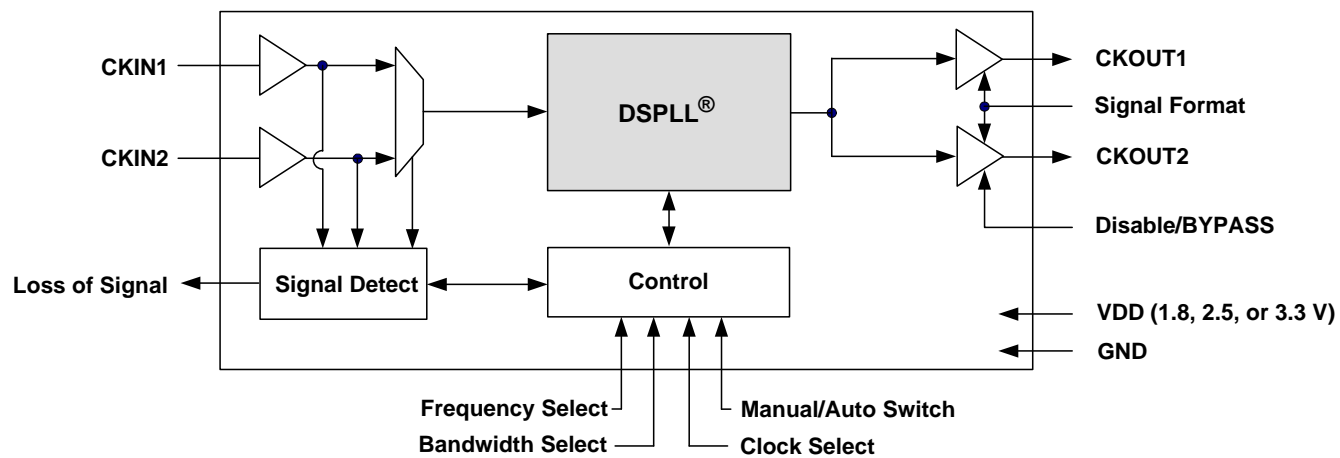 CKIN1
CKIN2
DSPLL®
CKOUT1
Signal Format
CKOUT2
Disable/BYPASS
Loss of Signal
Signal Detect
Control
VDD (1.8, 2.5, or 3.3 V)
GND
Frequency Select
Manual/Auto Switch
Bandwidth Select
Clock Select